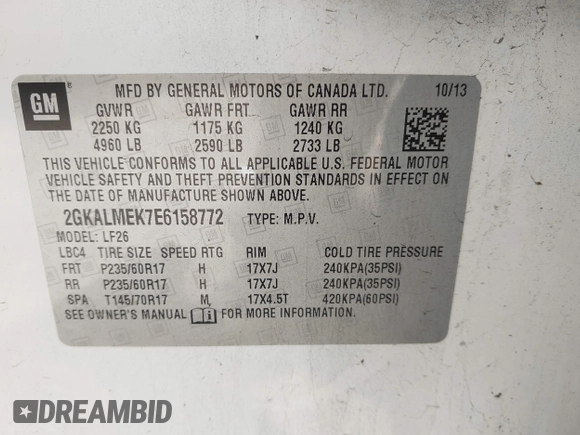 GM
MFD BY GENERAL MOTORS OF CANADA LTD. 10/13
GVWR GAWR FRT GAWR RR
2250 KG 1175 KG 1240 KG
4960 LB 2590 LB 2733 LB
THIS VEHICLE CONFORMS TO ALL APPLICABLE U.S. FEDERAL MOTOR
VEHICLE SAFETY AND THEFT PREVENTION STANDARDS IN EFFECT ON
THE DATE OF MANUFACTURE SHOWN ABOVE.
2GKALMEK7E6158772 TYPE: M.P.V.
MODEL: LF26
LBC4 TIRE SIZE SPEED RTG RIM COLD TIRE PRESSURE
FRT P235/60R17 H 17X7J 240KPA(35PSI)
RR P235/60R17 H 17X7J 240KPA(35PSI)
SPA T145/70R17 M 17X4.5T 420KPA(60PSI)
SEE OWNER'S MANUAL FOR MORE INFORMATION.
DREAMBID